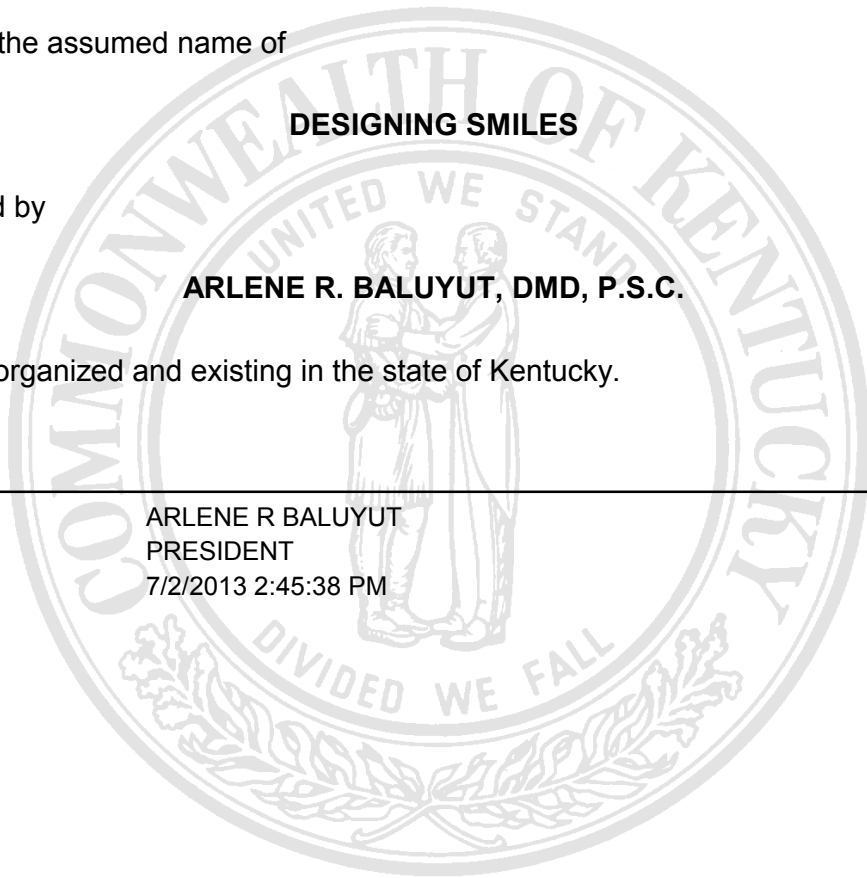 the assumed name of
DESIGNING SMILES
d by
ARLENE R. BALUYUT, DMD, P.S.C.
organized and existing in the state of Kentucky.
ARLENE R BALUYUT
PRESIDENT
7/2/2013 2:45:38 PM
COMMONWEALTH OF KENTUCKY
UNITED WE STAND
DIVIDED WE FALL